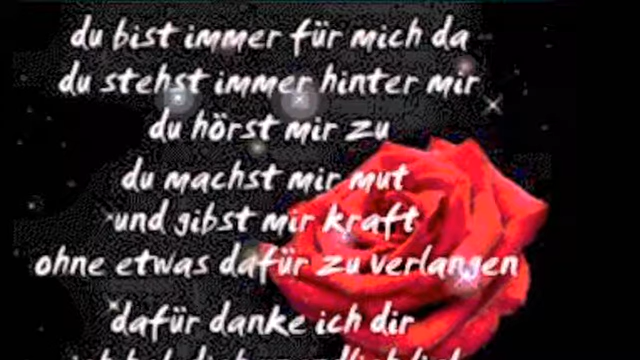 du bist immer für mich da
du stehst immer hinter mir
du hörst mir zu
du machst mir mut
und gibst mir kraft
ohne etwas dafür zu verlangen
dafür danke ich dir